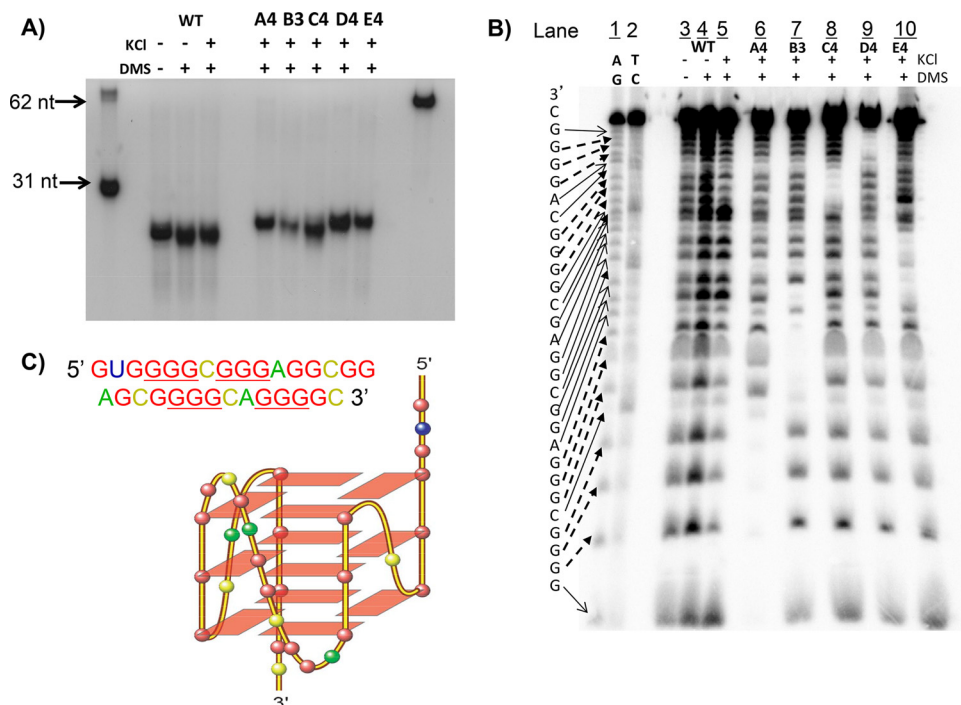 A)
WT A4 B3 C4 D4 E4
KCl - - + + + + + +
DMS - + + + + + + +
62 nt
31 nt
B)
Lane 1 2 3 4 5 6 7 8 9 10
WT A4 B3 C4 D4 E4
A T - - + + + + + + KCl
G C - + + + + + + + DMS
3'
C
G
G
G
G
A
C
G
G
G
G
C
G
A
G
G
C
G
G
A
G
G
G
C
G
G
G
G
C)
5' GUGGGGGCGGGAGGCGG
AGCGGGGCAGGGGC 3'
5'
3'